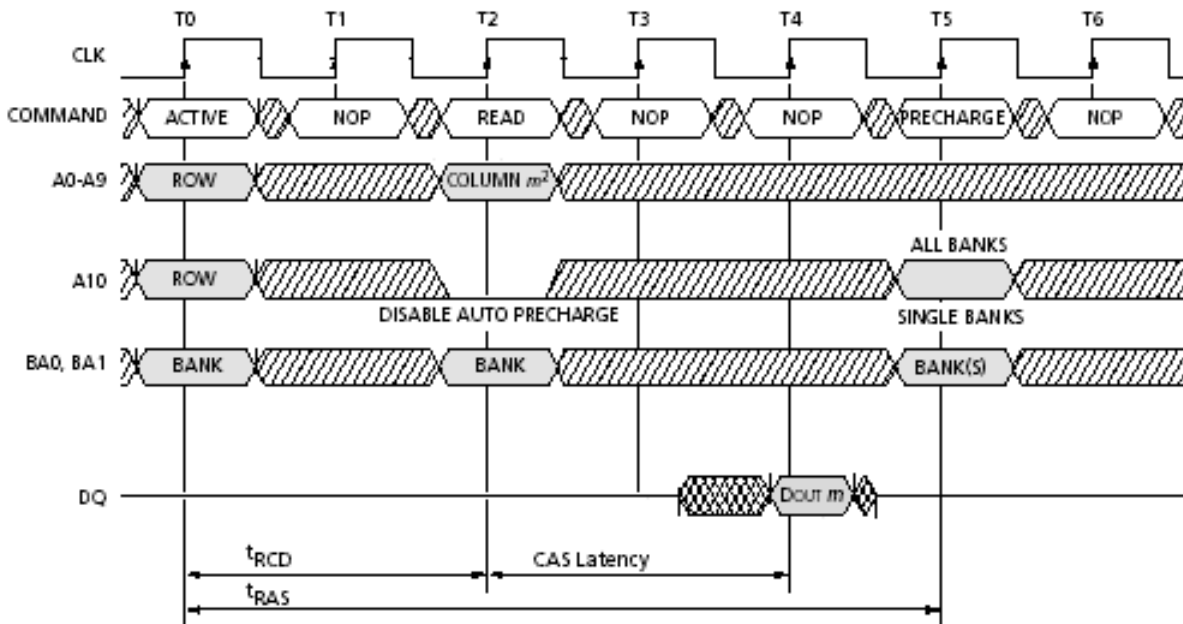 T0 T1 T2 T3 T4 T5 T6
CLK
COMMAND ACTIVE NOP READ NOP NOP PRECHARGE NOP
A0-A9 ROW COLUMN m²
ALL BANKS
A10 ROW
DISABLE AUTO PRECHARGE SINGLE BANKS
BA0, BA1 BANK BANK BANK(S)
DQ DOUT m
tRCD CAS Latency
tRAS